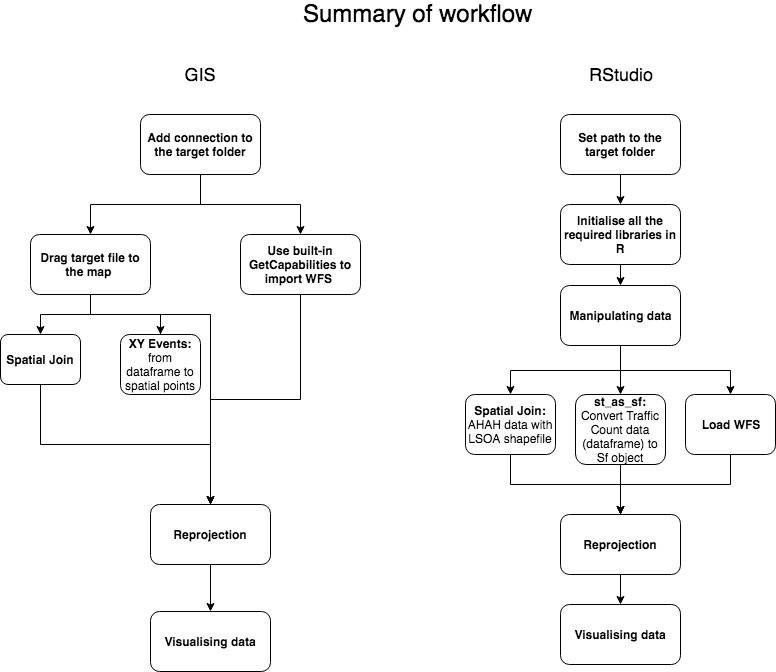 Summary of workflow
GIS
Add connection to
the target folder
Drag target file to
the map
Use built-in
GetCapabilities to
import WFS
Spatial Join
XY Events:
from
dataframe to
spatial points
Reprojection
Visualising data
RStudio
Set path to the
target folder
Initialise all the
required libraries in
R
Manipulating data
Spatial Join:
AHAH data with
LSOA shapefile
st_as_sf:
Convert Traffic
Count data
(dataframe) to
Sf object
Load WFS
Reprojection
Visualising data